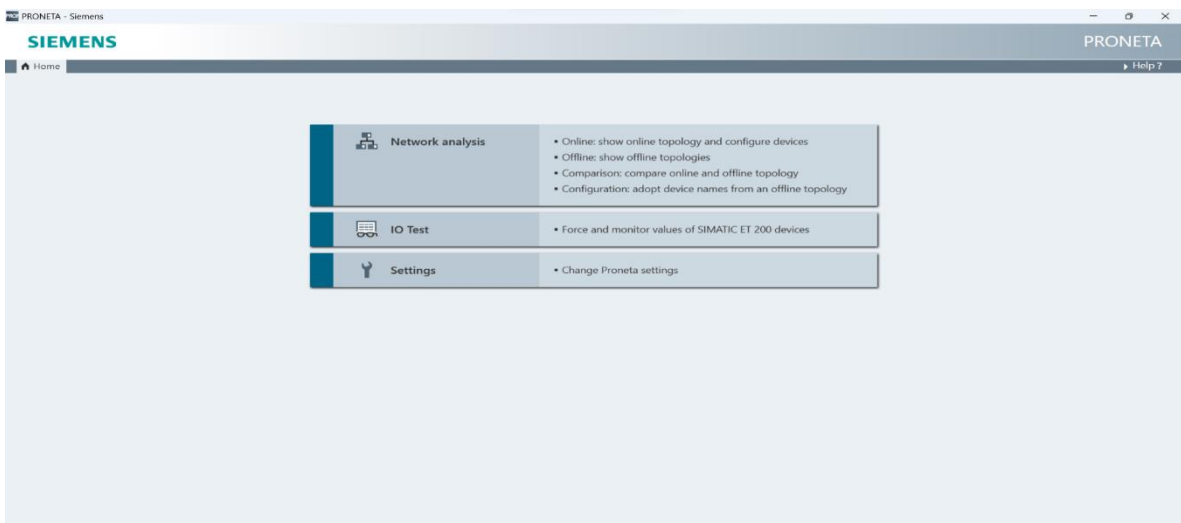 PRONETA - Siemens
SIEMENS
PRONETA
Home
Help ?
Network analysis
• Online: show online topology and configure devices
• Offline: show offline topologies
• Comparison: compare online and offline topology
• Configuration: adopt device names from an offline topology
IO Test
• Force and monitor values of SIMATIC ET 200 devices
Settings
• Change Proneta settings